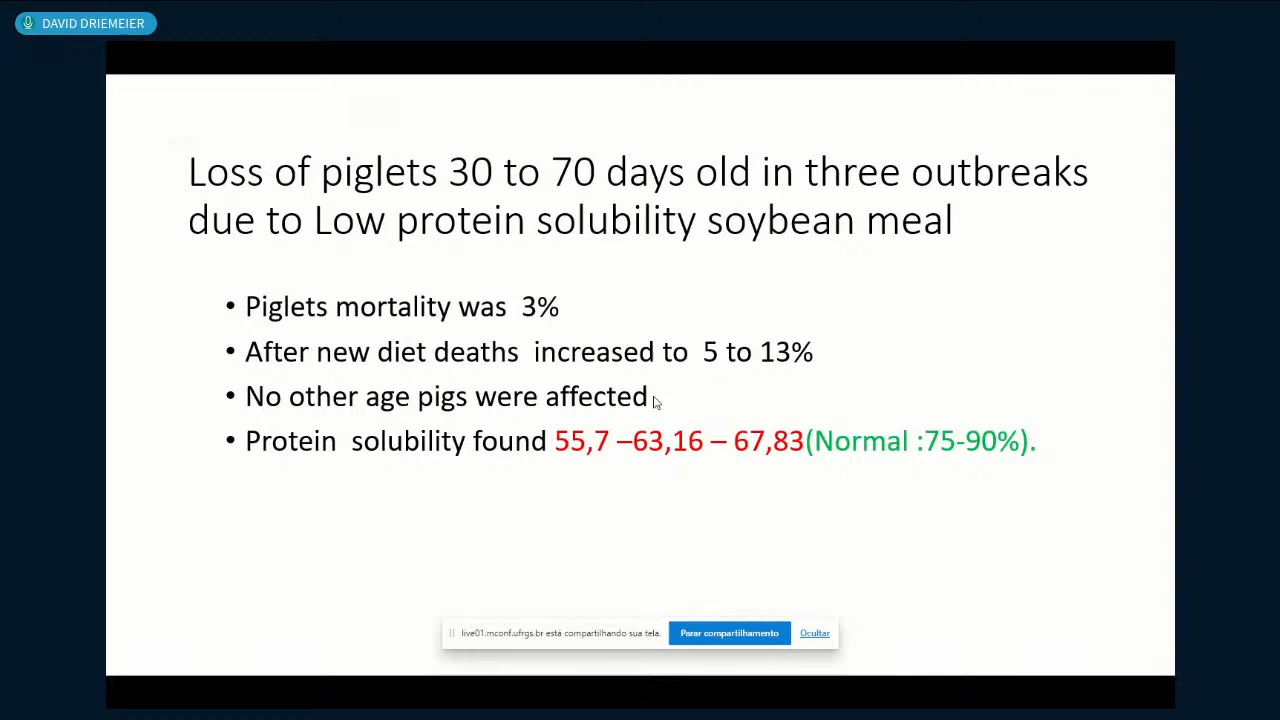 DAVID DRIEMEIER
Loss of piglets 30 to 70 days old in three outbreaks
due to Low protein solubility soybean meal
• Piglets mortality was 3%
• After new diet deaths increased to 5 to 13%
• No other age pigs were affected
• Protein solubility found 55,7 –63,16 – 67,83(Normal :75-90%).
live01.mconf.ufrgs.br está compartilhando sua tela. Parar compartilhamento Ocultar